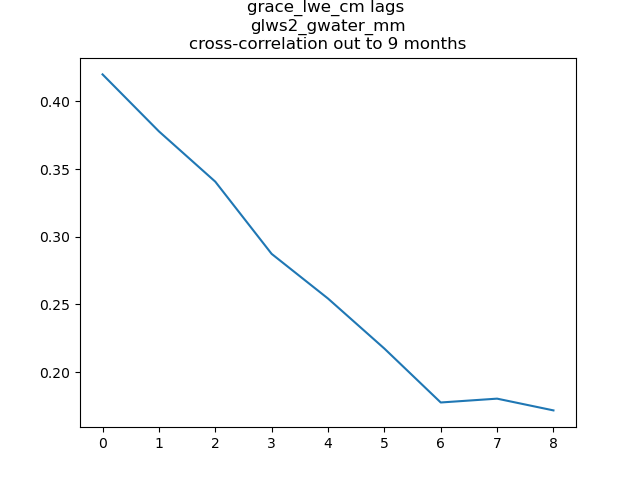 grace_lwe_cm lags
glws2_gwater_mm
cross-correlation out to 9 months
0.40
0.35
0.30
0.25
0.20
0 1 2 3 4 5 6 7 8